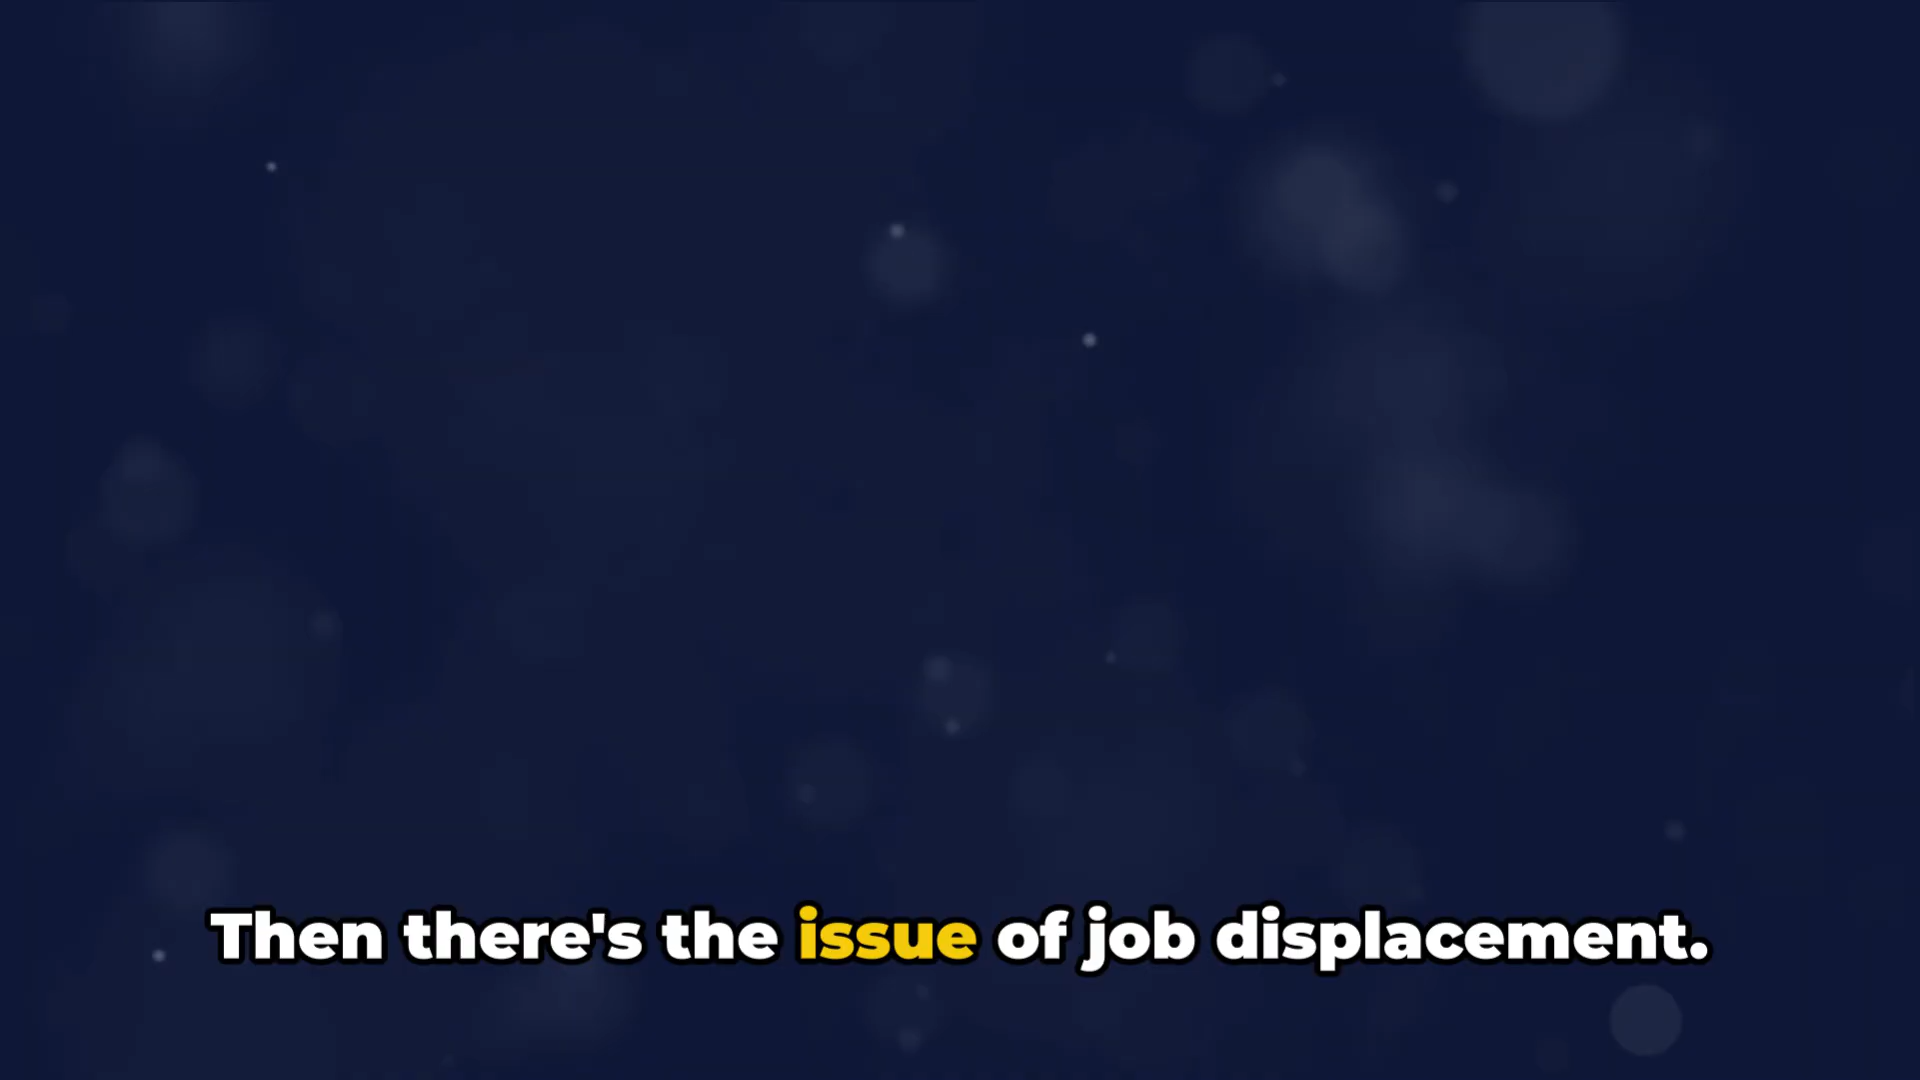 Then there's the issue of job displacement.